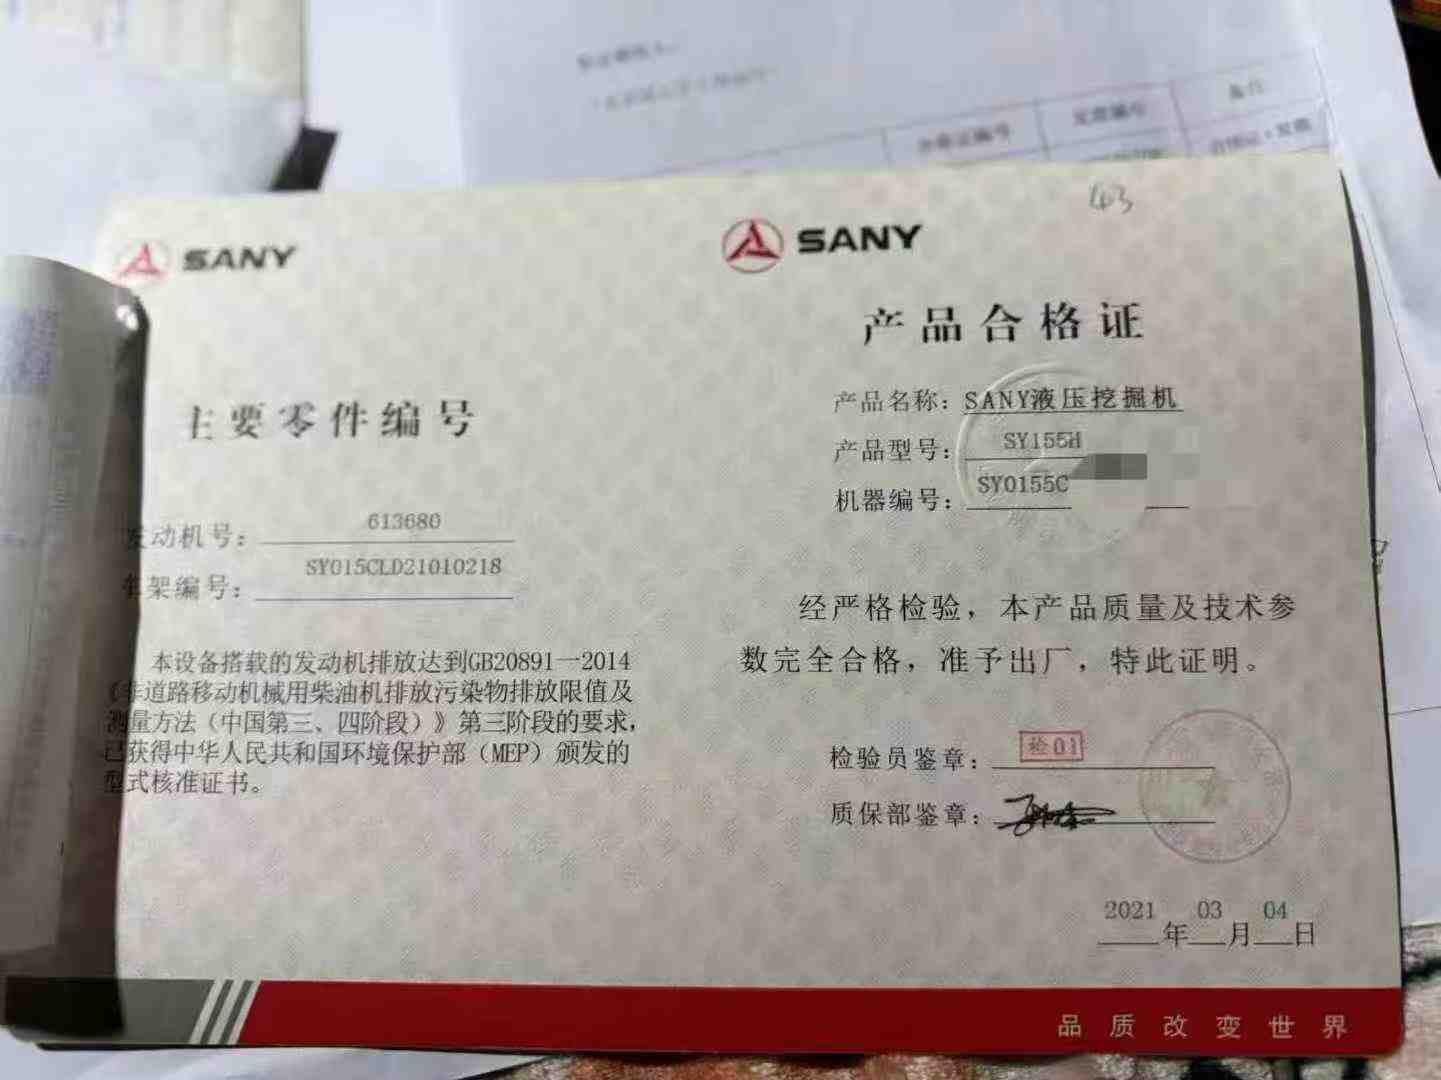 SANY
主要零件编号
发动机号：613680
车架编号：SY015CLD21010218
本设备搭载的发动机排放达到GB20891—2014
《非道路移动机械用柴油机排放污染物排放限值及
测量方法（中国第三、四阶段）》第三阶段的要求，
已获得中华人民共和国环境保护部（MEP）颁发的
型式核准证书。
43
SANY
产品合格证
产品名称：SANY液压挖掘机
产品型号：SY155H
机器编号：SY0155C
经严格检验，本产品质量及技术参
数完全合格，准予出厂，特此证明。
检验员鉴章：检01
质保部鉴章：
2021年03月04日
品质改变世界